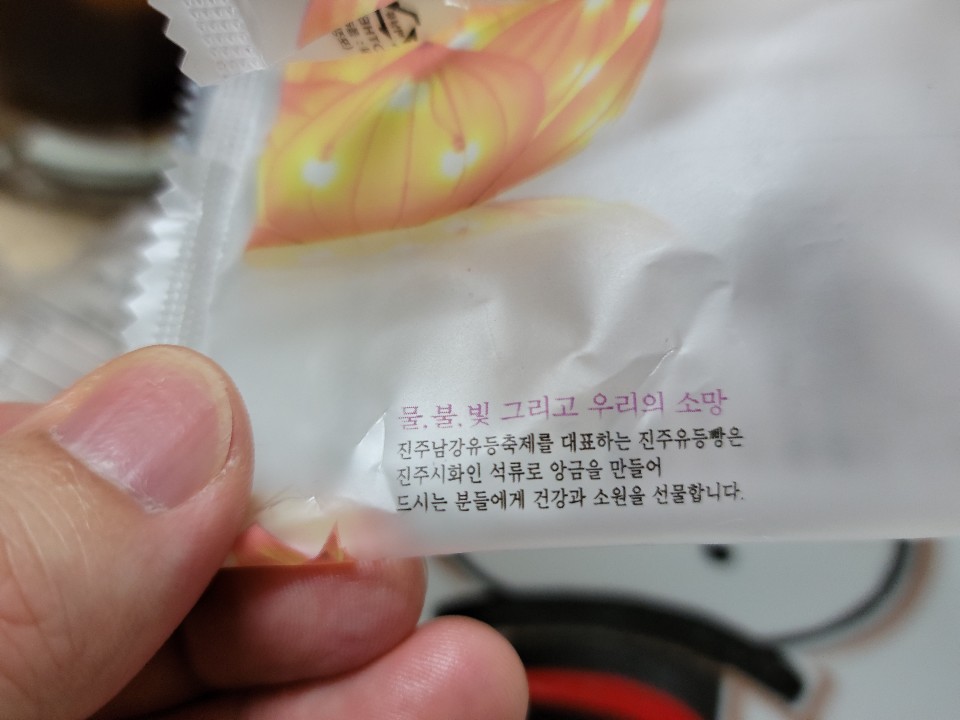 물.불.빛 그리고 우리의 소망
진주남강유등축제를 대표하는 진주유등빵은
진주시화인 석류로 앙금을 만들어
드시는 분들에게 건강과 소원을 선물합니다.